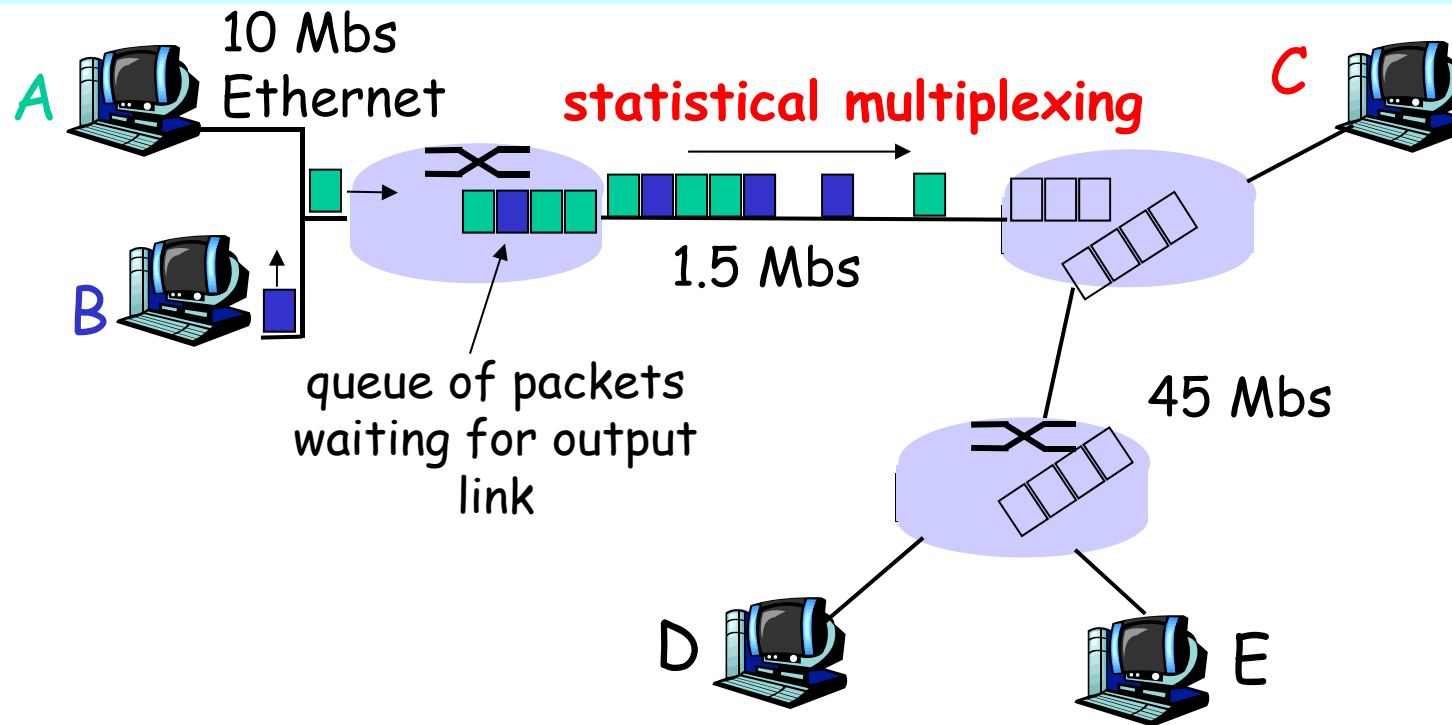 10 Mbs
Ethernet
A
statistical multiplexing
C
B
1.5 Mbs
queue of packets
waiting for output
link
45 Mbs
D
E